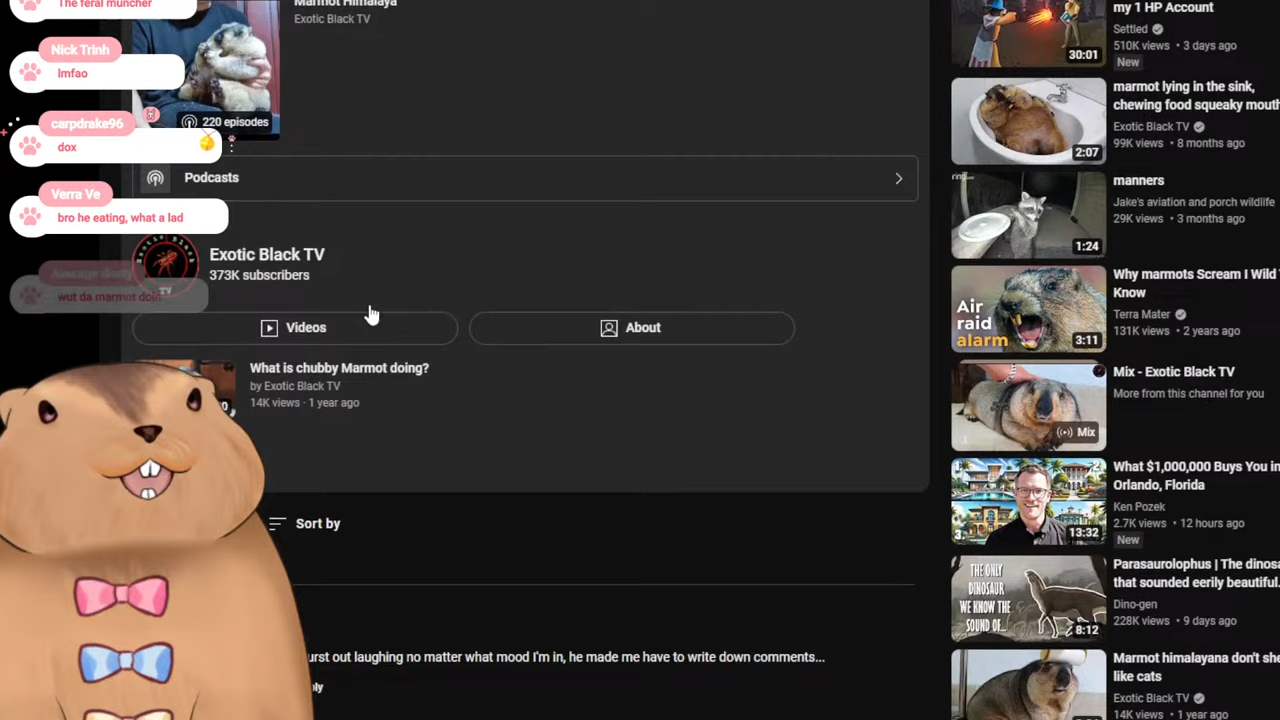 The feral muncher
Nick Trinh
lmfao
carpdrake96
dox
Verra Ve
bro he eating, what a lad
wut da marmot doin
Marmot Himalaya
Exotic Black TV
220 episodes
Podcasts
Exotic Black TV
373K subscribers
Videos
About
What is chubby Marmot doing?
by Exotic Black TV
14K views · 1 year ago
Sort by
urst out laughing no matter what mood I'm in, he made me have to write down comments...
ply
my 1 HP Account
Settled
510K views • 3 days ago
New
30:01
marmot lying in the sink,
chewing food squeaky mouth
Exotic Black TV
99K views • 8 months ago
2:07
ring
manners
Jake's aviation and porch wildlife
29K views • 3 months ago
1:24
Why marmots Scream I Wild
Know
Terra Mater
131K views • 2 years ago
Air
raid
alarm
3:11
Mix - Exotic Black TV
More from this channel for you
Mix
What $1,000,000 Buys You in
Orlando, Florida
Ken Pozek
2.7K views • 12 hours ago
New
13:32
Parasaurolophus | The dinosa
that sounded eerily beautiful.
Dino-gen
228K views • 9 days ago
THE ONLY
DINOSAUR
WE KNOW THE
SOUND OF...
8:12
Marmot himalayana don't she
like cats
Exotic Black TV
14K views • 1 year ago